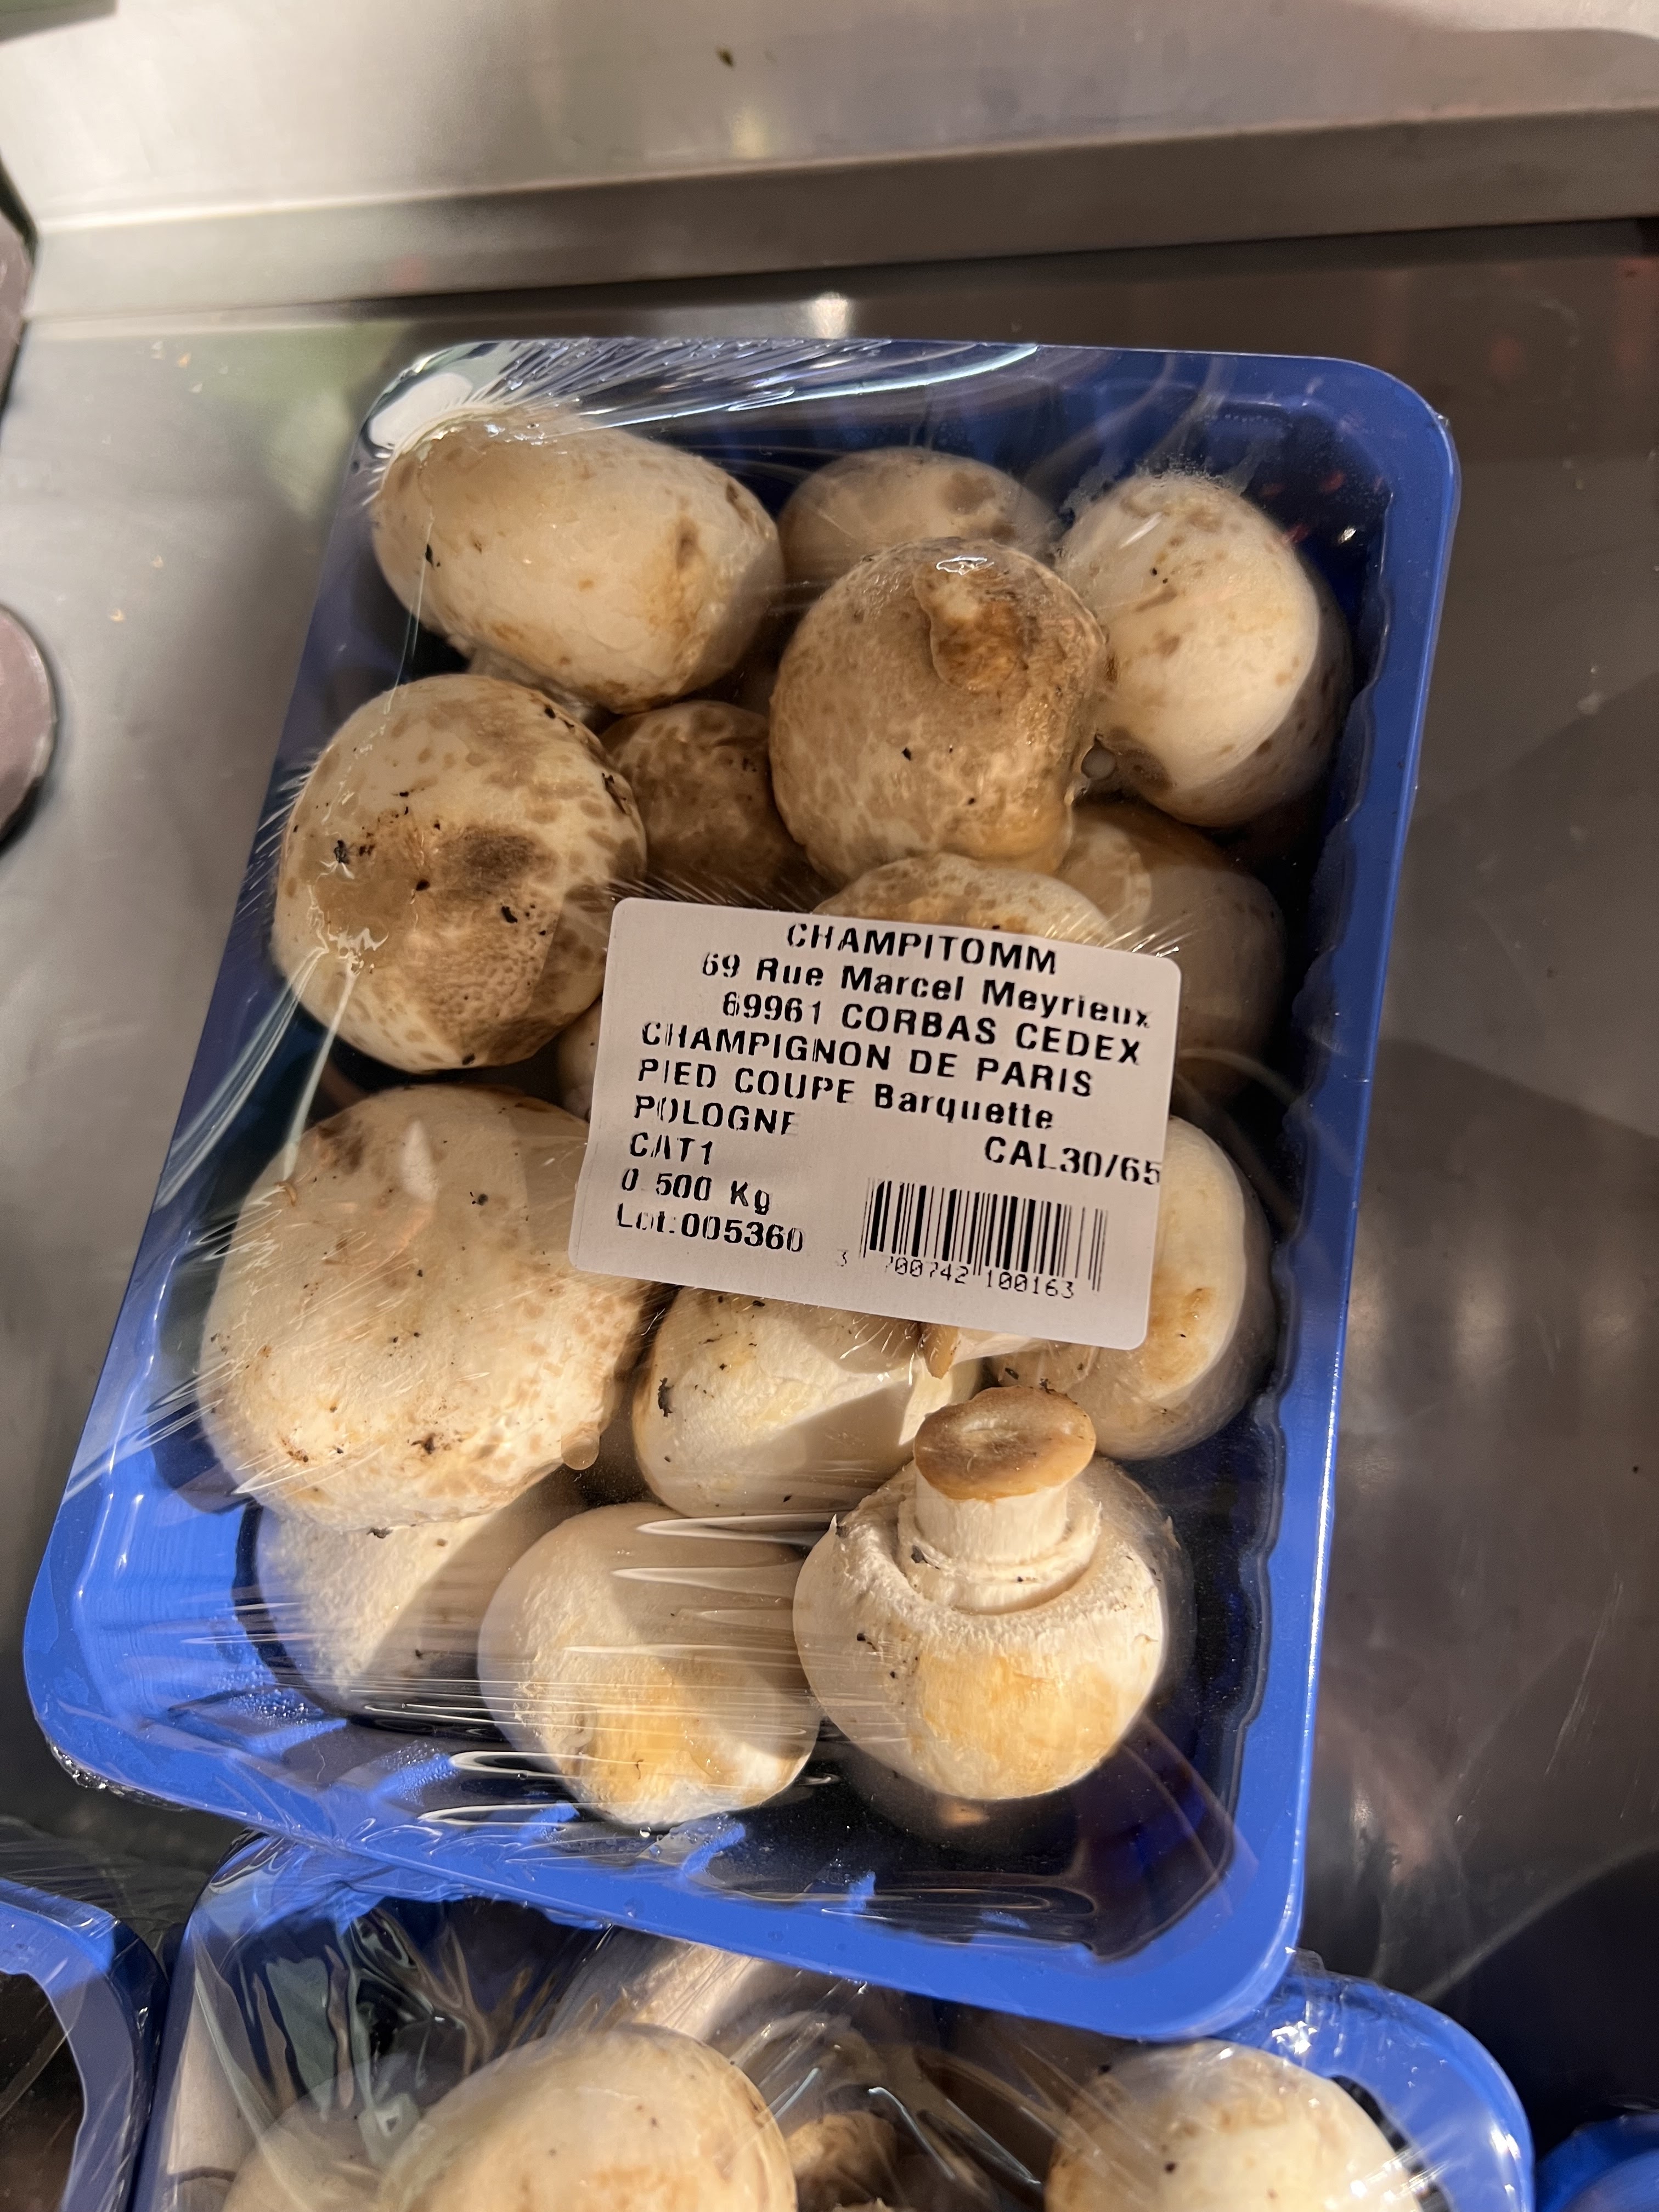 CHAMPITOMM
69 Rue Marcel Meyrieux
69961 CORBAS CEDEX
CHAMPIGNON DE PARIS
PIED COUPE Barquette
POLOGNE
CAT1 CAL30/65
0.500 Kg
Lot:005360
3 700742 100163